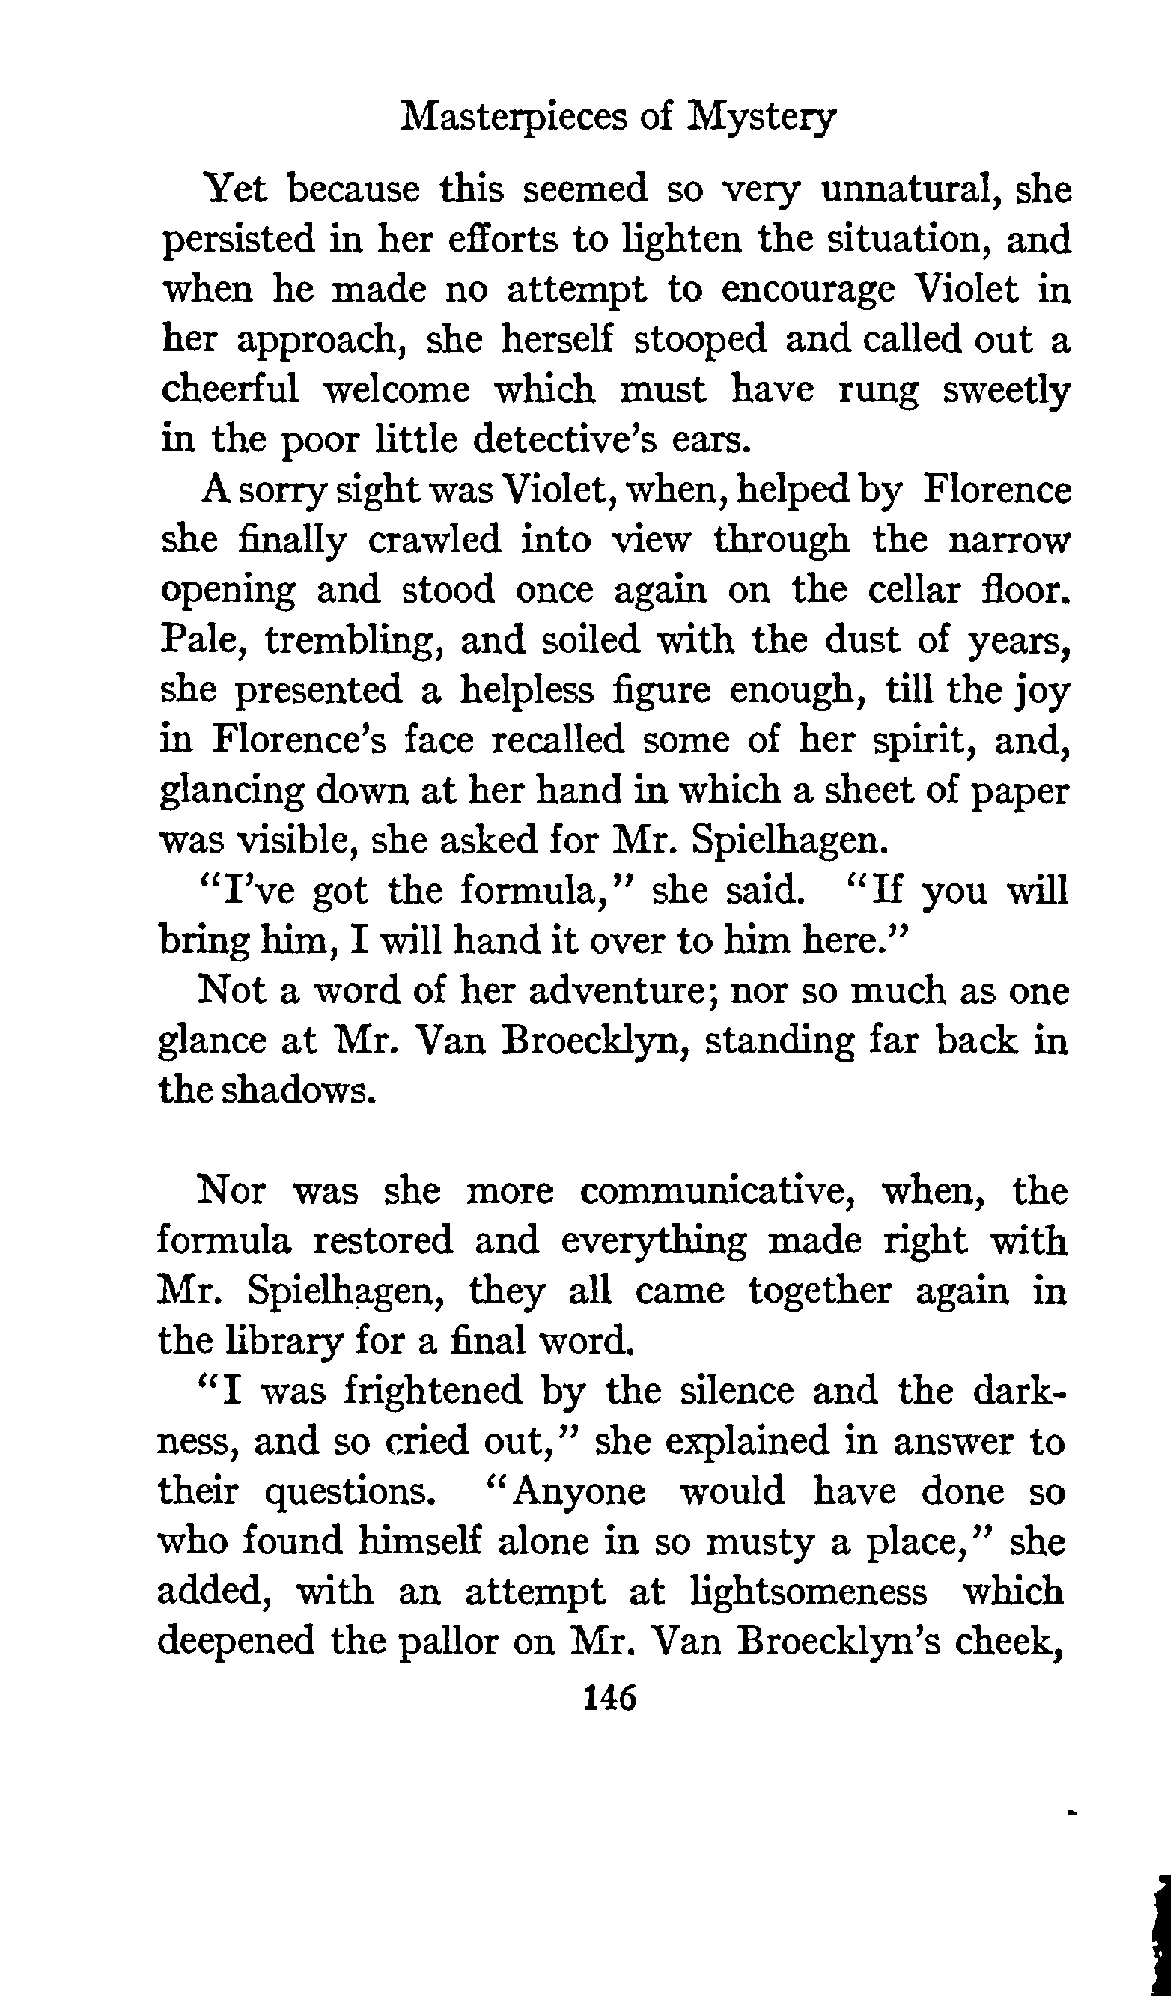 Masterpieces of Mystery
Yet because this seemed so very unnatural, she
persisted in her efforts to lighten the situation, and
when he made no attempt to encourage Violet in
her approach, she herself stooped and called out a
cheerful welcome which must have rung sweetly
in the poor little detective's ears.
A sorry sight was Violet, when, helped by Florence
she finally crawled into view through the narrow
opening and stood once again on the cellar floor.
Pale, trembling, and soiled with the dust of years,
she presented a helpless figure enough, till the joy
in Florence's face recalled some of her spirit, and,
glancing down at her hand in which a sheet of paper
was visible, she asked for Mr. Spielhagen.
"I've got the formula," she said. "If you will
bring him, I will hand it over to him here."
Not a word of her adventure; nor so much as one
glance at Mr. Van Broecklyn, standing far back in
the shadows.
Nor was she more communicative, when, the
formula restored and everything made right with
Mr. Spielhagen, they all came together again in
the library for a final word.
"I was frightened by the silence and the dark-
ness, and so cried out," she explained in answer to
their questions. "Anyone would have done so
who found himself alone in so musty a place," she
added, with an attempt at lightsomeness which
deepened the pallor on Mr. Van Broecklyn's cheek,
146